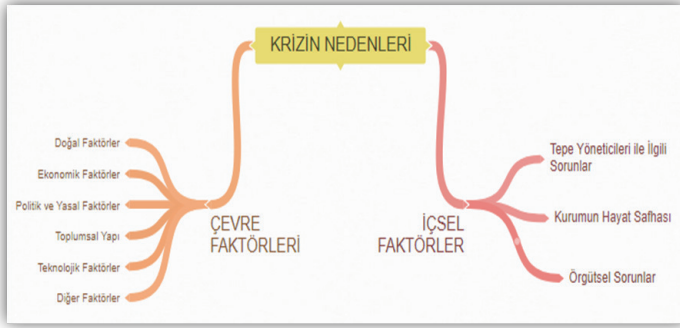 KRİZİN NEDENLERİ
ÇEVRE
FAKTÖRLERİ
Doğal Faktörler
Ekonomik Faktörler
Politik ve Yasal Faktörler
Toplumsal Yapı
Teknolojik Faktörler
Diğer Faktörler
İÇSEL
FAKTÖRLER
Tepe Yöneticileri ile İlgili
Sorunlar
Kurumun Hayat Safhası
Örgütsel Sorunlar